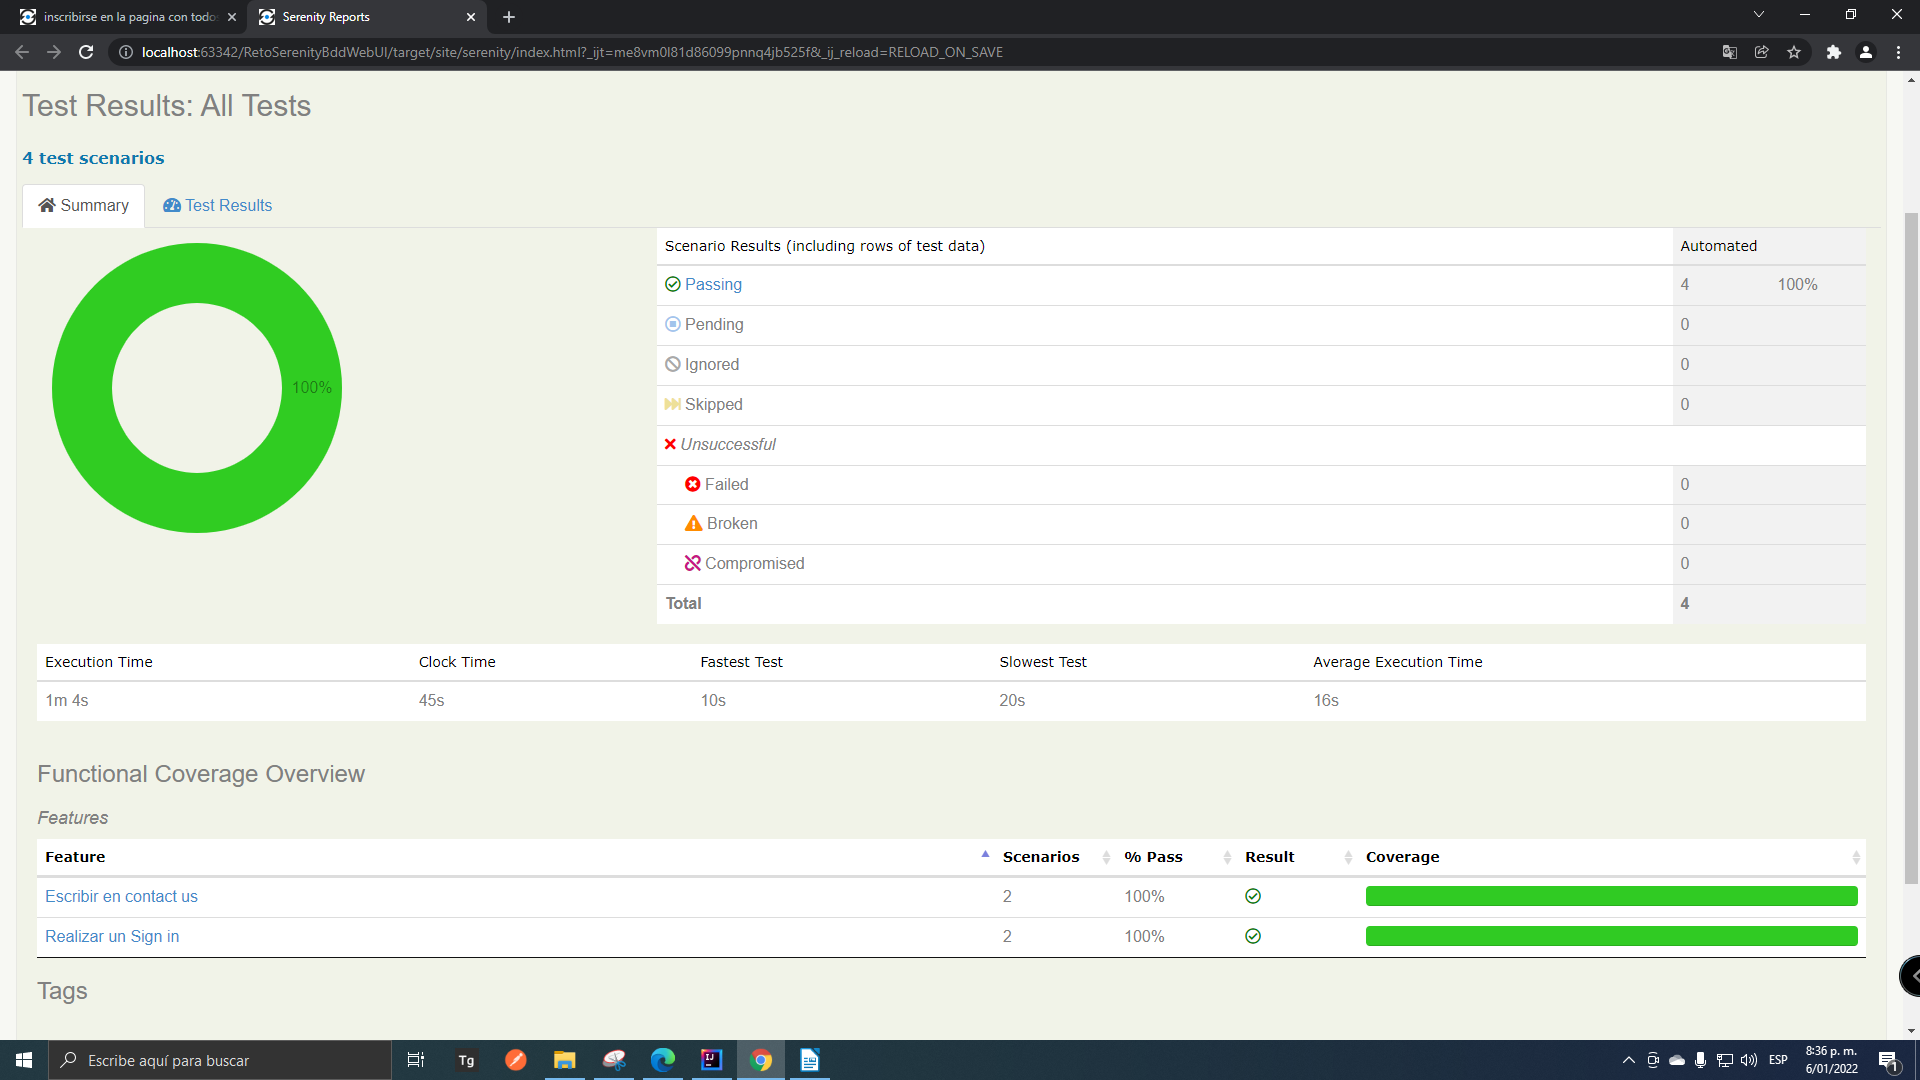 inscribirse en la pagina con todo
Serenity Reports
localhost:63342/RetoSerenityBddWebUI/target/site/serenity/index.html?_ijt=me8vm0l81d86099pnnq4jb525f&_ij_reload=RELOAD_ON_SAVE
Test Results: All Tests
4 test scenarios
Summary
Test Results
100%
Scenario Results (including rows of test data) Automated
Passing 4 100%
Pending 0
Ignored 0
Skipped 0
Unsuccessful
Failed 0
Broken 0
Compromised 0
Total 4
Execution Time Clock Time Fastest Test Slowest Test Average Execution Time
1m 4s 45s 10s 20s 16s
Functional Coverage Overview
Features
Feature Scenarios % Pass Result Coverage
Escribir en contact us 2 100%
Realizar un Sign in 2 100%
Tags
Escribe aquí para buscar
Tg
IJ
ESP
8:36 p. m.
6/01/2022
1